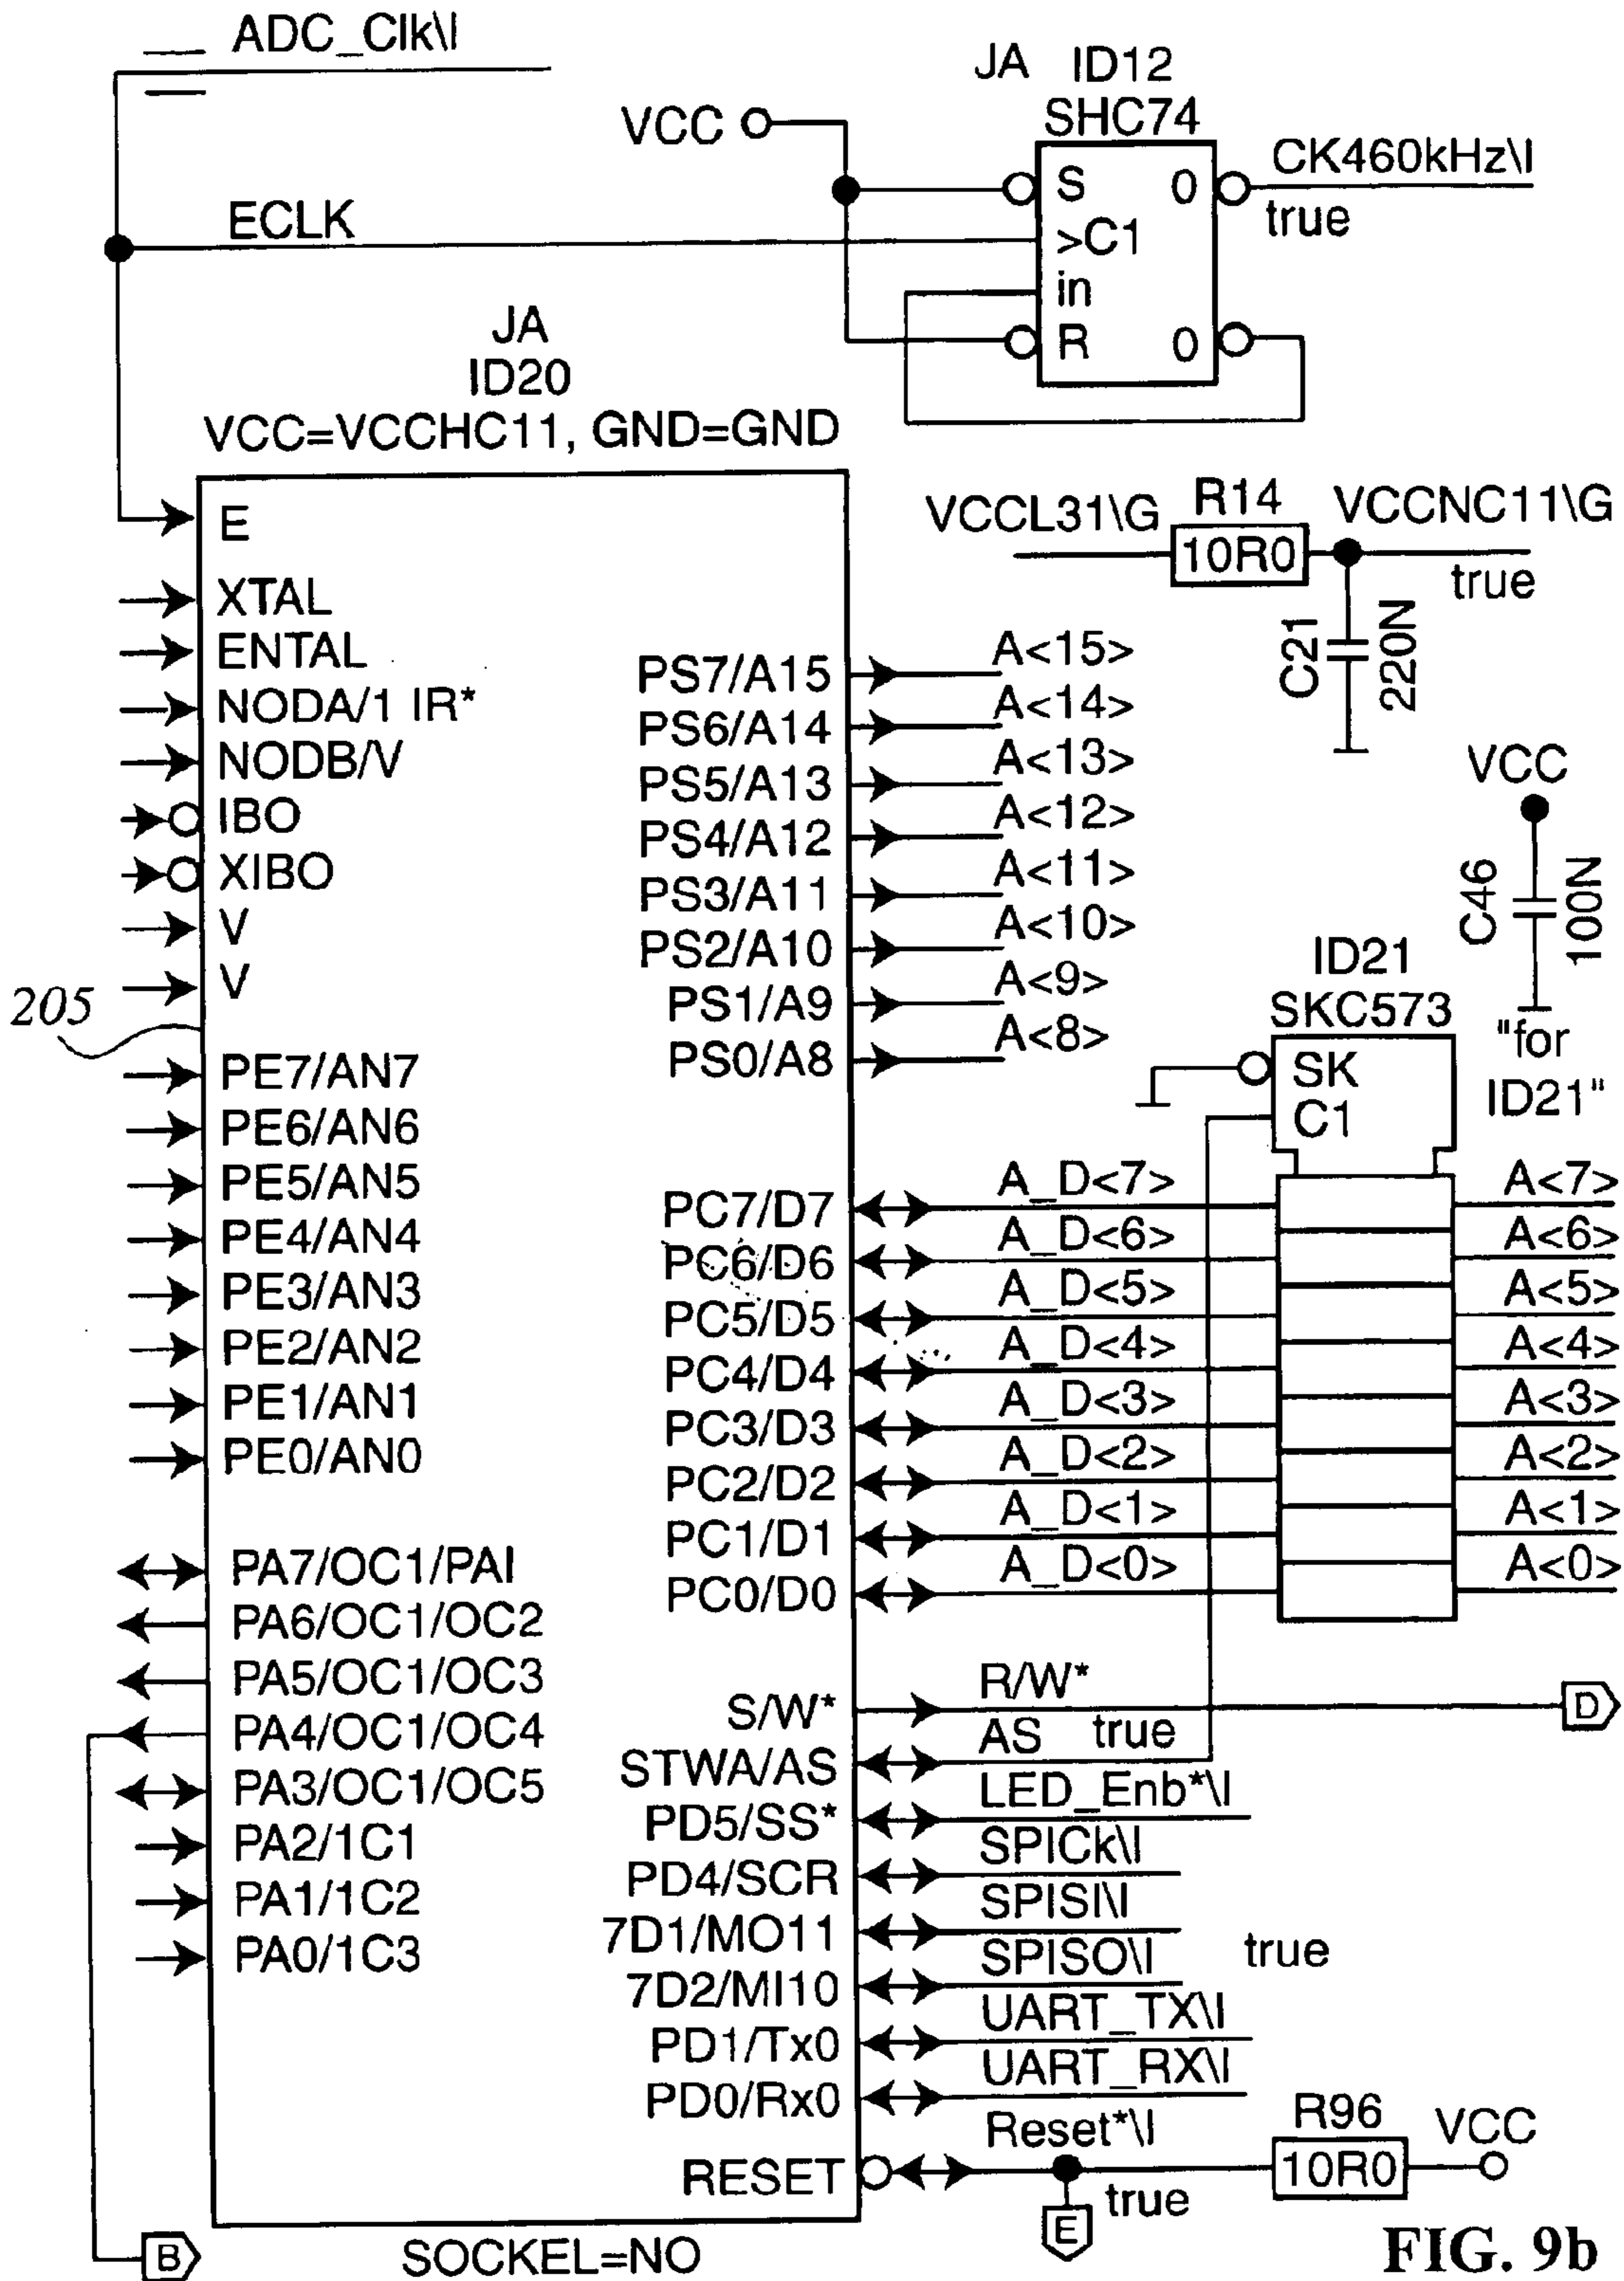 ADC_Clk\I
JA ID12
SHC74
VCC
S 0
CK460kHz\I
true
ECLK
>C1
in
R 0
JA
ID20
VCC=VCCHC11, GND=GND
E
XTAL
ENTAL
NODA/1 IR*
NODB/V
IBO
XIBO
V
V
205
PE7/AN7
PE6/AN6
PE5/AN5
PE4/AN4
PE3/AN3
PE2/AN2
PE1/AN1
PE0/AN0
PA7/OC1/PAI
PA6/OC1/OC2
PA5/OC1/OC3
PA4/OC1/OC4
PA3/OC1/OC5
PA2/1C1
PA1/1C2
PA0/1C3
B
SOCKEL=NO
VCCL31\G
R14
10R0
VCCNC11\G
true
C21
220N
VCC
C46
100N
"for
ID21"
PS7/A15 A<15>
PS6/A14 A<14>
PS5/A13 A<13>
PS4/A12 A<12>
PS3/A11 A<11>
PS2/A10 A<10>
PS1/A9 A<9>
PS0/A8 A<8>
ID21
SKC573
SK
C1
PC7/D7 A_D<7> A<7>
PC6/D6 A_D<6> A<6>
PC5/D5 A_D<5> A<5>
PC4/D4 A_D<4> A<4>
PC3/D3 A_D<3> A<3>
PC2/D2 A_D<2> A<2>
PC1/D1 A_D<1> A<1>
PC0/D0 A_D<0> A<0>
S/W* R/W* D
true
STWA/AS AS
PD5/SS* LED_Enb*\I
PD4/SCR SPICk\I
7D1/MO11 SPISI\I
7D2/MI10 SPISO\I true
PD1/Tx0 UART_TX\I
PD0/Rx0 UART_RX\I
RESET Reset*\I
true
E
R96
10R0
VCC
FIG. 9b